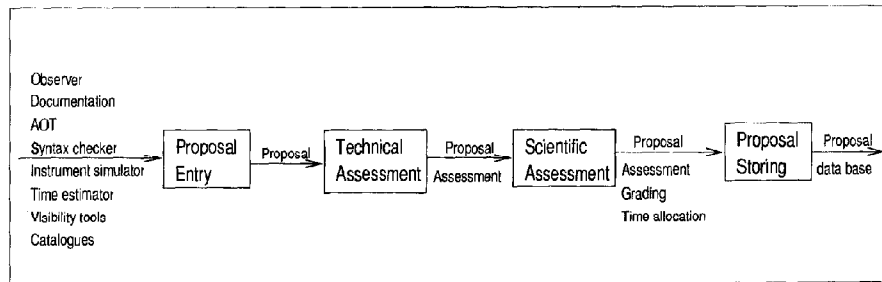 Observer
Documentation
AOT
Syntax checker
Instrument simulator
Time estimator
Visibility tools
Catalogues
Proposal
Entry
Proposal
Technical
Assessment
Proposal
Assessment
Scientific
Assessment
Proposal
Assessment
Grading
Time allocation
Proposal
Storing
Proposal
data base